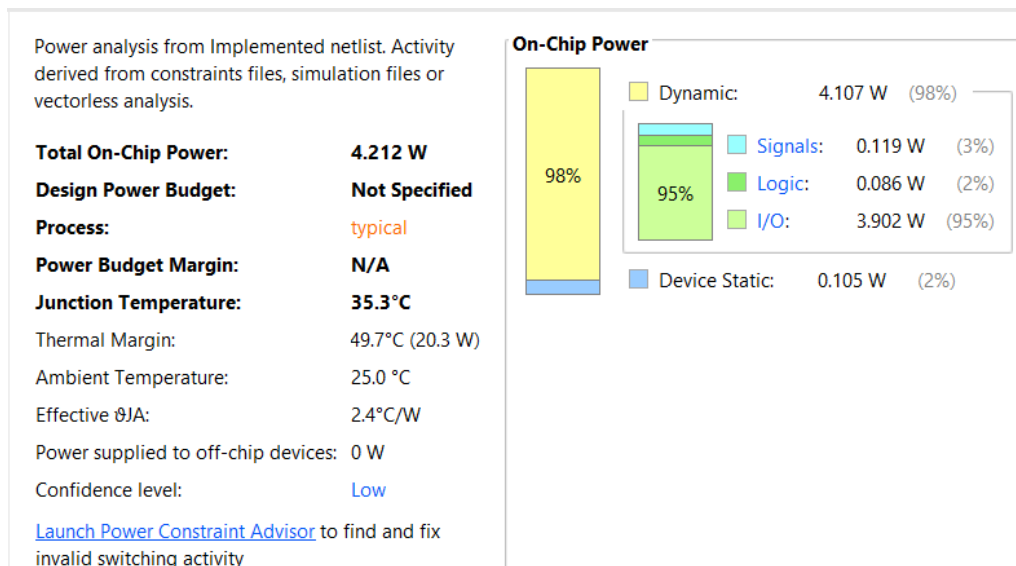 Power analysis from Implemented netlist. Activity
derived from constraints files, simulation files or
vectorless analysis.
Total On-Chip Power: 4.212 W
Design Power Budget: Not Specified
Process: typical
Power Budget Margin: N/A
Junction Temperature: 35.3°C
Thermal Margin: 49.7°C (20.3 W)
Ambient Temperature: 25.0 °C
Effective ϑJA: 2.4°C/W
Power supplied to off-chip devices: 0 W
Confidence level: Low
Launch Power Constraint Advisor to find and fix
invalid switching activity
On-Chip Power
98%
Dynamic: 4.107 W (98%)
95%
Signals: 0.119 W (3%)
Logic: 0.086 W (2%)
I/O: 3.902 W (95%)
Device Static: 0.105 W (2%)